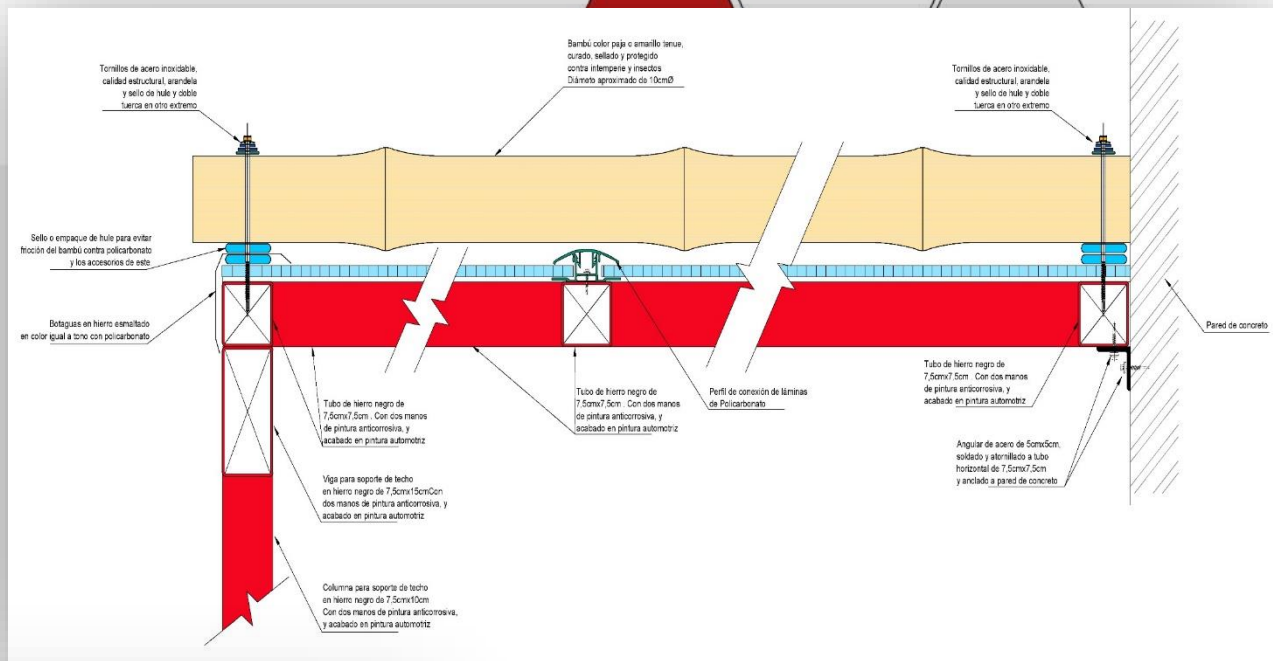 Bambú color paja o amarillo tenue,
curado, sellado y protegido
contra intemperie y insectos
Diámeto aproximado de 10cmØ
Tornillos de acero inoxidable,
calidad estructural, arandela
y sello de hule y doble
tuerca en otro extremo
Tornillos de acero inoxidable,
calidad estructural, arandela
y sello de hule y doble
tuerca en otro extremo
Sello o empaque de hule para evitar
fricción del bambú contra policarbonato
y los accesorios de este
Botaguas en hierro esmaltado
en color igual a tono con policarbonato
Pared de concreto
Tubo de hierro negro de
7,5cmx7,5cm . Con dos manos
de pintura anticorrosiva, y
acabado en pintura automotriz
Tubo de hierro negro de
7,5cmx7,5cm . Con dos manos
de pintura anticorrosiva, y
acabado en pintura automotriz
Perfil de conexión de láminas
de Policarbonato
Tubo de hierro negro de
7,5cmx7,5cm . Con dos manos
de pintura anticorrosiva, y
acabado en pintura automotriz
Angular de acero de 5cmx5cm,
soldado y atornillado a tubo
horizontal de 7,5cmx7,5cm
y anclado a pared de concreto
Viga para soporte de techo
en hierro negro de 7,5cmx15cmCon
dos manos de pintura anticorrosiva, y
acabado en pintura automotriz
Columna para soporte de techo
en hierro negro de 7,5cmx10cm
Con dos manos de pintura anticorrosiva,
y acabado en pintura automotriz